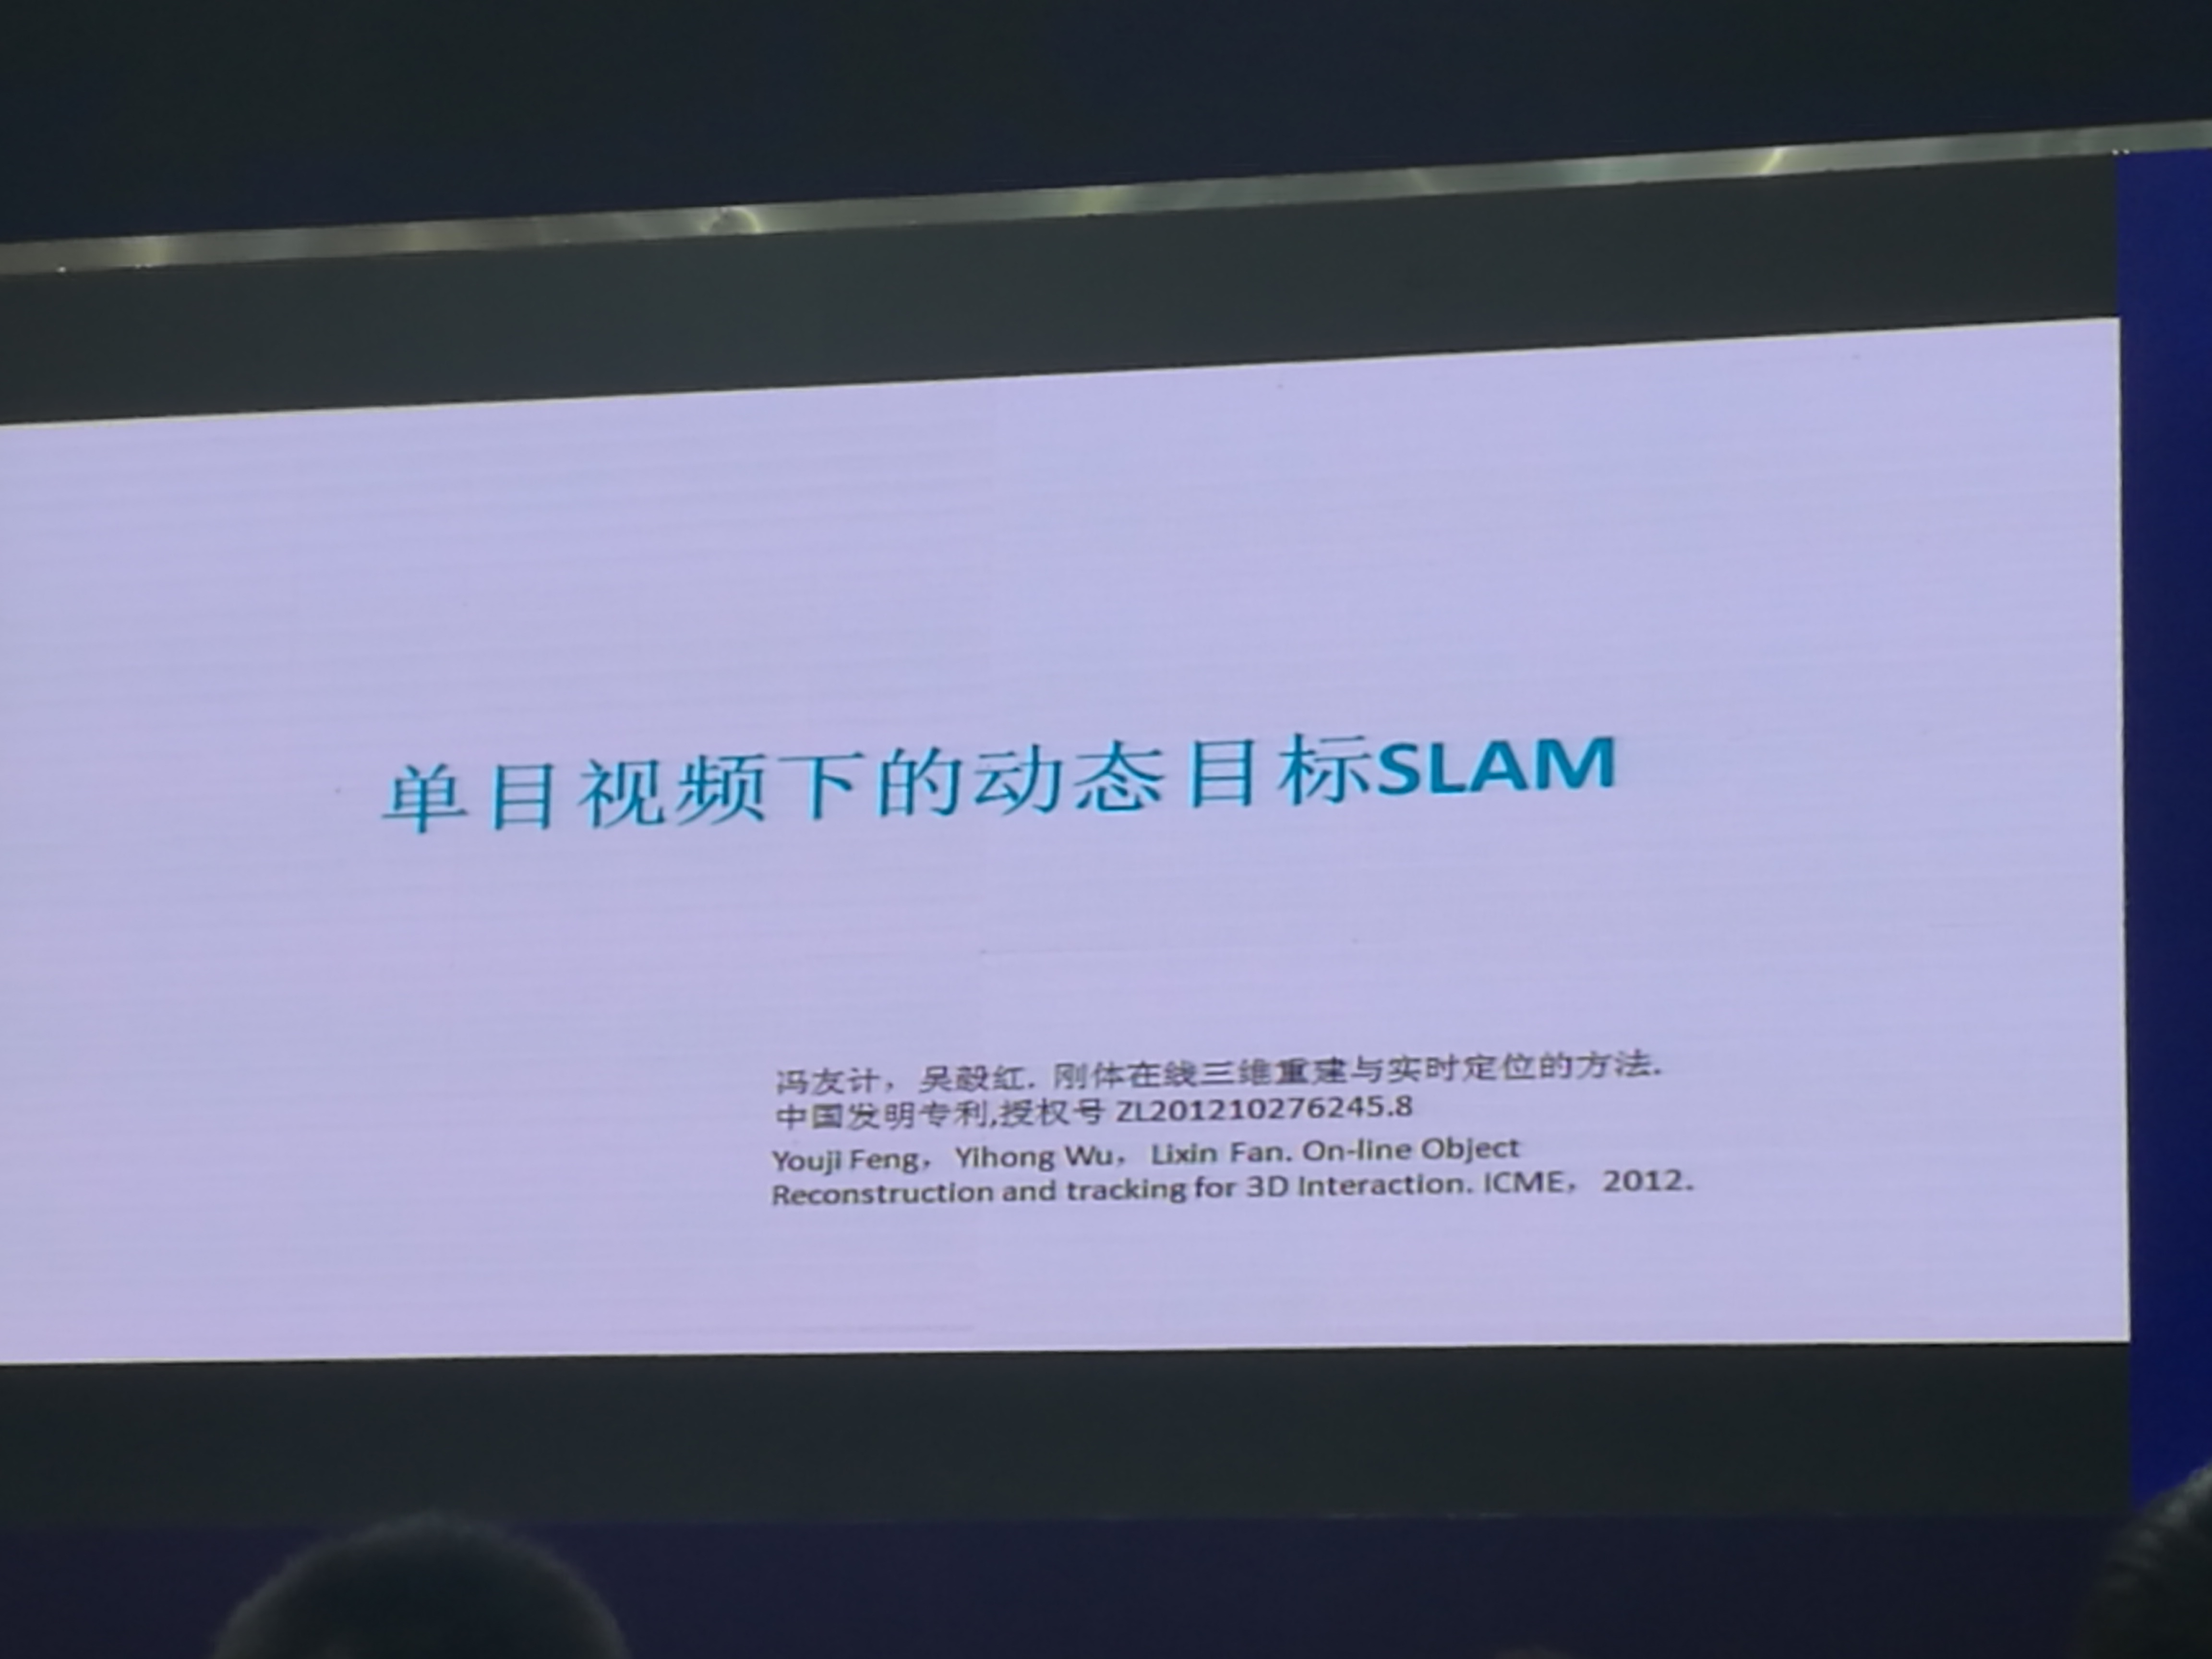 单目视频下的动态目标SLAM
冯友计，吴毅红. 刚体在线三维重建与实时定位的方法.
中国发明专利,授权号 ZL201210276245.8
Youji Feng，Yihong Wu，Lixin Fan. On-line Object
Reconstruction and tracking for 3D Interaction. ICME，2012.